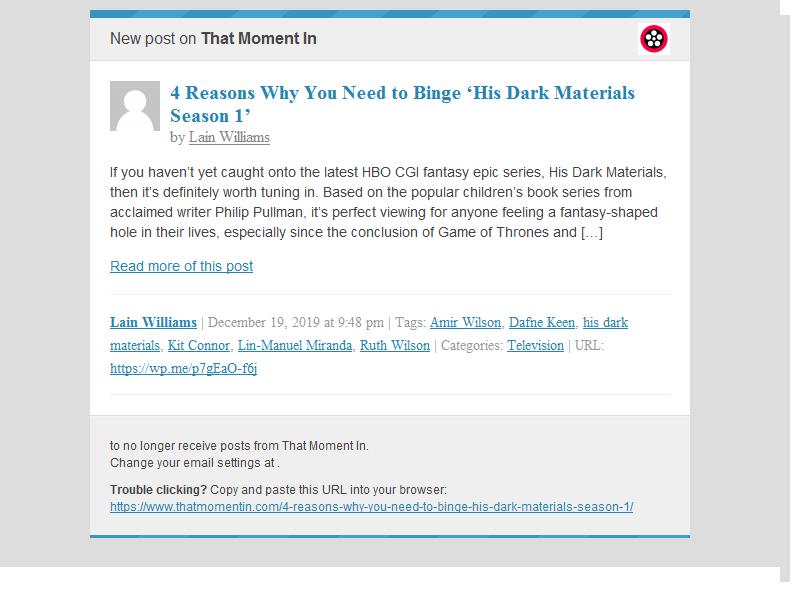 New post on That Moment In
4 Reasons Why You Need to Binge ‘His Dark Materials
Season 1’
by Lain Williams
If you haven’t yet caught onto the latest HBO CGI fantasy epic series, His Dark Materials,
then it’s definitely worth tuning in. Based on the popular children’s book series from
acclaimed writer Philip Pullman, it’s perfect viewing for anyone feeling a fantasy-shaped
hole in their lives, especially since the conclusion of Game of Thrones and […]
Read more of this post
Lain Williams | December 19, 2019 at 9:48 pm | Tags: Amir Wilson, Dafne Keen, his dark
materials, Kit Connor, Lin-Manuel Miranda, Ruth Wilson | Categories: Television | URL:
https://wp.me/p7gEaO-f6j
to no longer receive posts from That Moment In.
Change your email settings at .
Trouble clicking? Copy and paste this URL into your browser:
https://www.thatmomentin.com/4-reasons-why-you-need-to-binge-his-dark-materials-season-1/